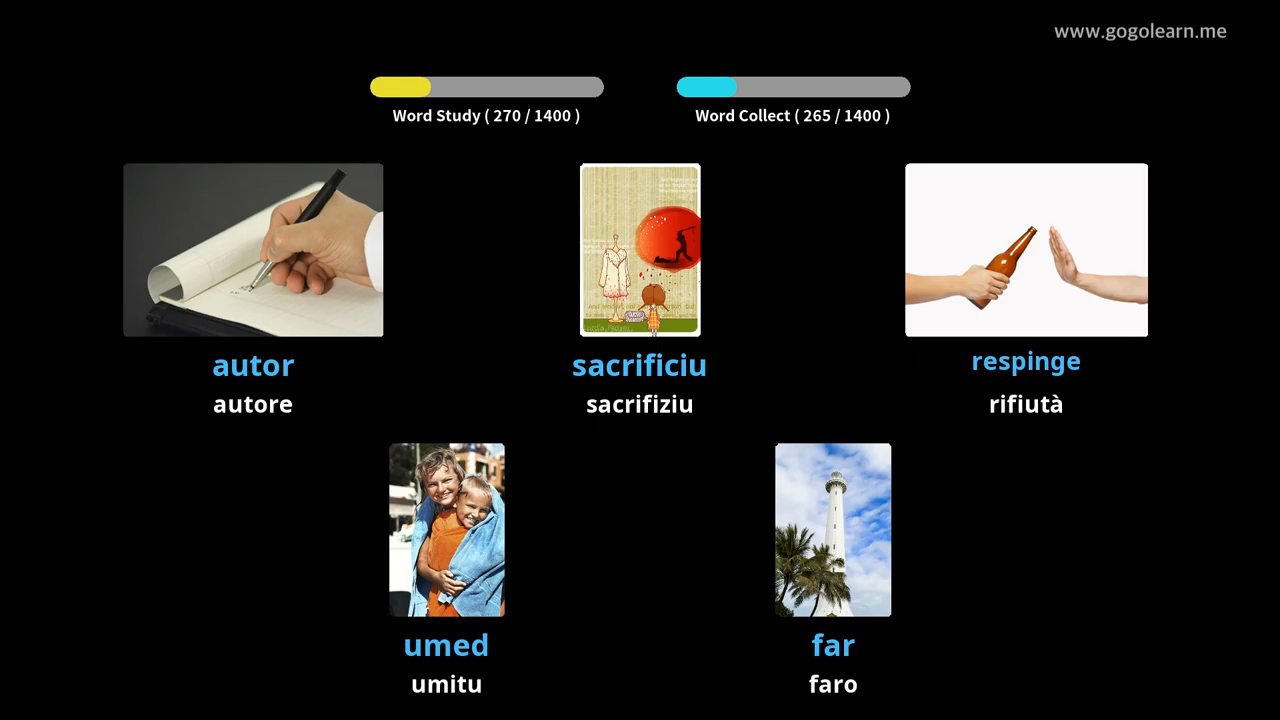 www.gogolearn.me
Word Study ( 270 / 1400 )
Word Collect ( 265 / 1400 )
autor
autore
sacrificiu
sacrifiziu
respinge
rifiutà
umed
umitu
far
faro